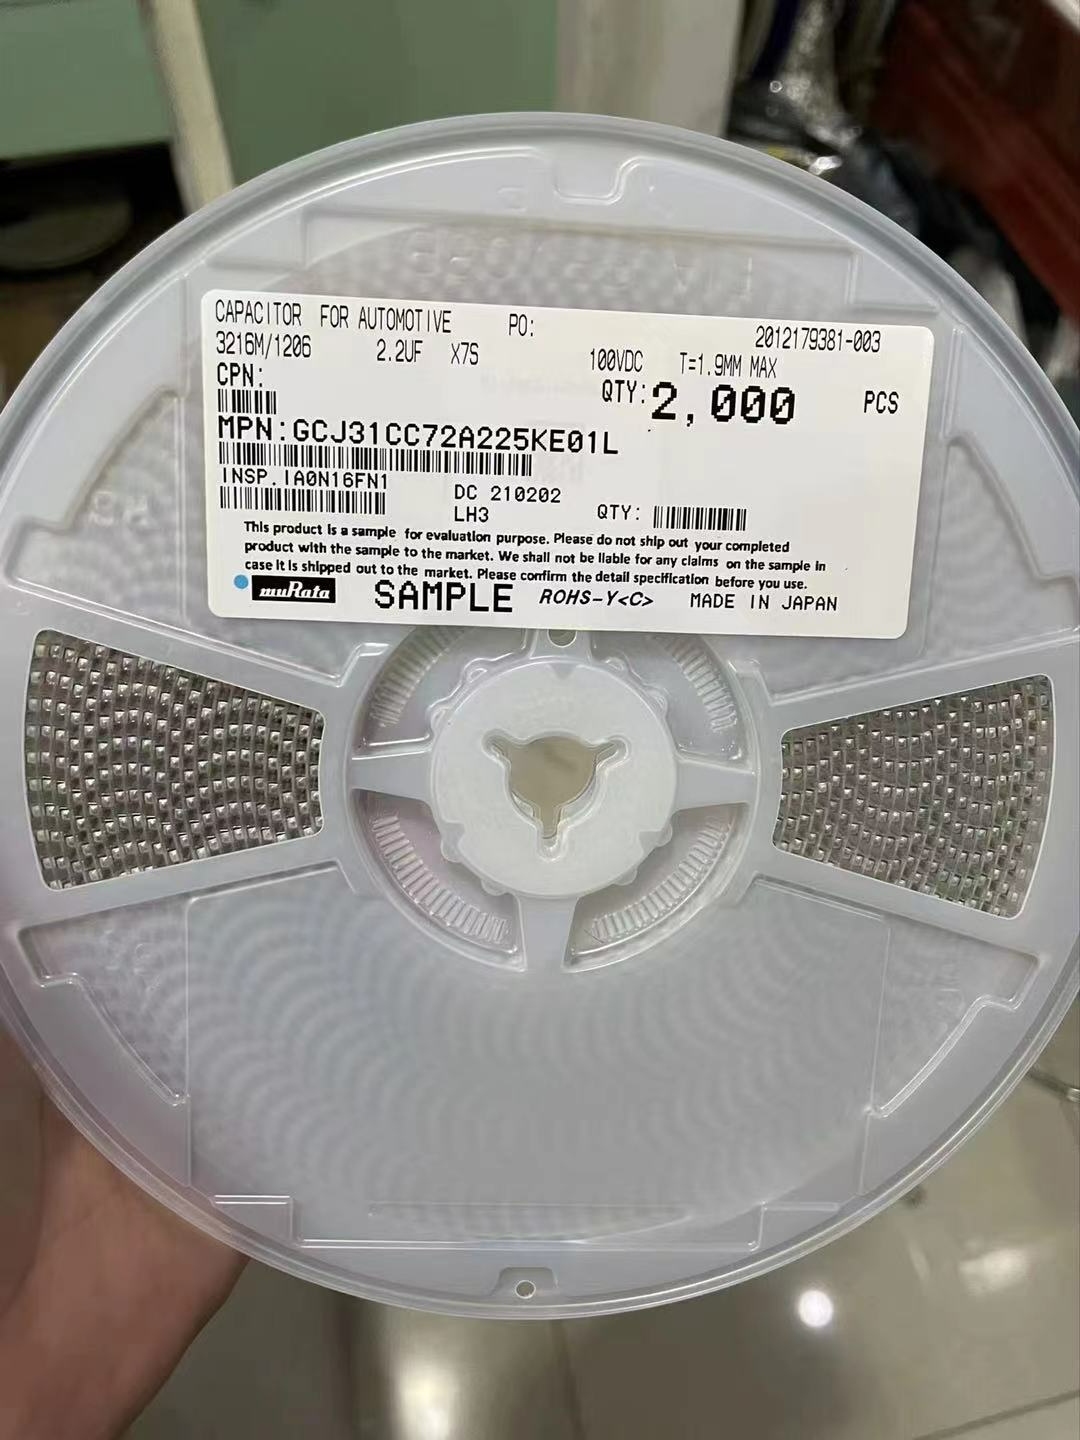 CAPACITOR FOR AUTOMOTIVE PO: 2012179381-003
3216M/1206 2.2UF X7S 100VDC T=1.9MM MAX
CPN: QTY: 2,000 PCS
MPN:GCJ31CC72A225KE01L
INSP. IA0N16FN1 DC 210202
LH3 QTY:
This product is a sample for evaluation purpose. Please do not ship out your completed
product with the sample to the market. We shall not be liable for any claims on the sample in
case it is shipped out to the market. Please confirm the detail specification before you use.
muRata SAMPLE ROHS-Y<C> MADE IN JAPAN